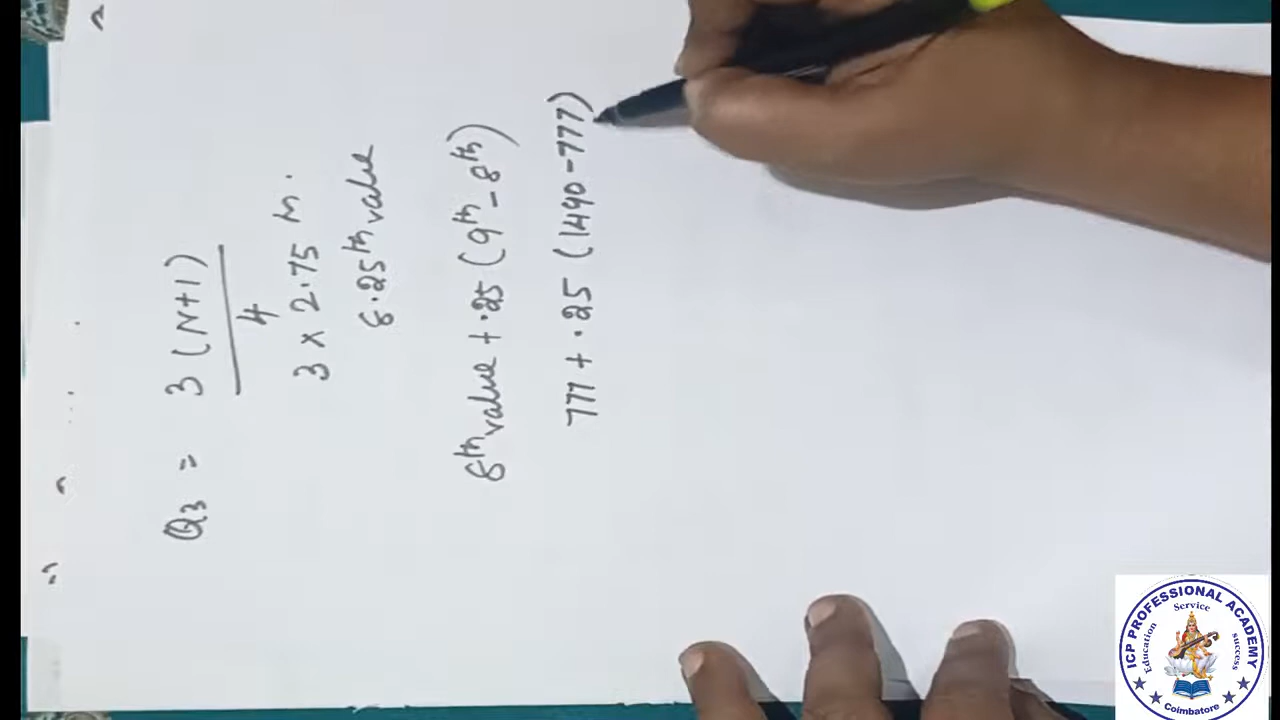 Q3 = 3 (N+1)
4
3 x 2.75 th.
8.25th value
8th value + .25 (9th - 8th)
777 + .25 (1490 - 777)
ICP PROFESSIONAL ACADEMY
Service
Education
success
Coimbatore